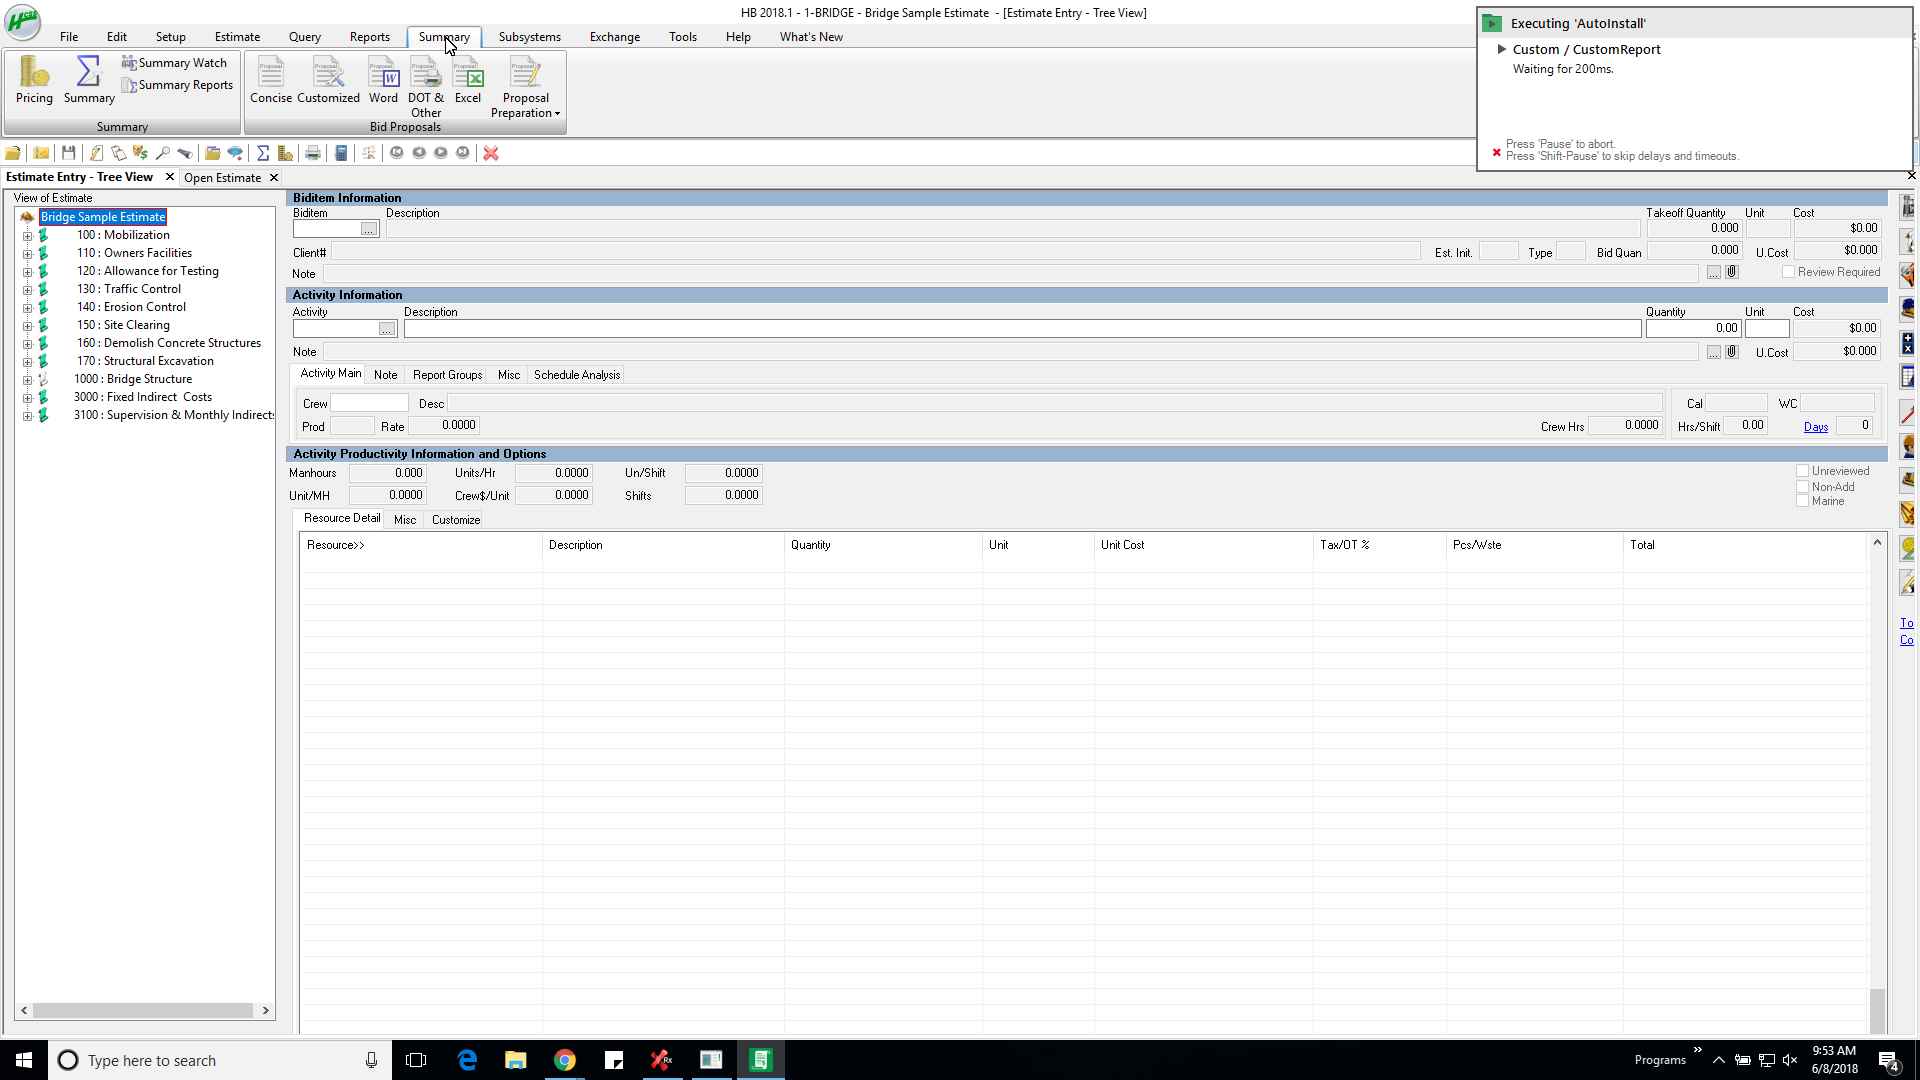 HB 2018.1 - 1-BRIDGE - Bridge Sample Estimate - [Estimate Entry - Tree View]
File Edit Setup Estimate Query Reports Summary Subsystems Exchange Tools Help What's New
Pricing Summary Summary Watch Summary Reports
Summary
Concise Customized Word DOT & Other Excel Proposal Preparation
Bid Proposals
Executing 'AutoInstall'
Custom / CustomReport
Waiting for 200ms.
Press 'Pause' to abort.
Press 'Shift-Pause' to skip delays and timeouts.
Estimate Entry - Tree View Open Estimate
View of Estimate
Bridge Sample Estimate
100 : Mobilization
110 : Owners Facilities
120 : Allowance for Testing
130 : Traffic Control
140 : Erosion Control
150 : Site Clearing
160 : Demolish Concrete Structures
170 : Structural Excavation
1000 : Bridge Structure
3000 : Fixed Indirect Costs
3100 : Supervision & Monthly Indirects
Biditem Information
Biditem Description Takeoff Quantity Unit Cost
... 0.000 $0.00
Client# Est. Init. Type Bid Quan 0.000 U.Cost $0.000
Note ... Review Required
Activity Information
Activity Description Quantity Unit Cost
... 0.00 $0.00
Note ... U.Cost $0.000
Activity Main Note Report Groups Misc Schedule Analysis
Crew Desc Cal WC
Prod Rate 0.0000 Crew Hrs 0.0000 Hrs/Shift 0.00 Days 0
Activity Productivity Information and Options
Manhours 0.000 Units/Hr 0.0000 Un/Shift 0.0000 Unreviewed
Non-Add
Unit/MH 0.0000 Crew$/Unit 0.0000 Shifts 0.0000 Marine
Resource Detail Misc Customize
Resource>> Description Quantity Unit Unit Cost Tax/OT % Pcs/Wste Total
To
Co
Type here to search
Programs
9:53 AM
6/8/2018
4